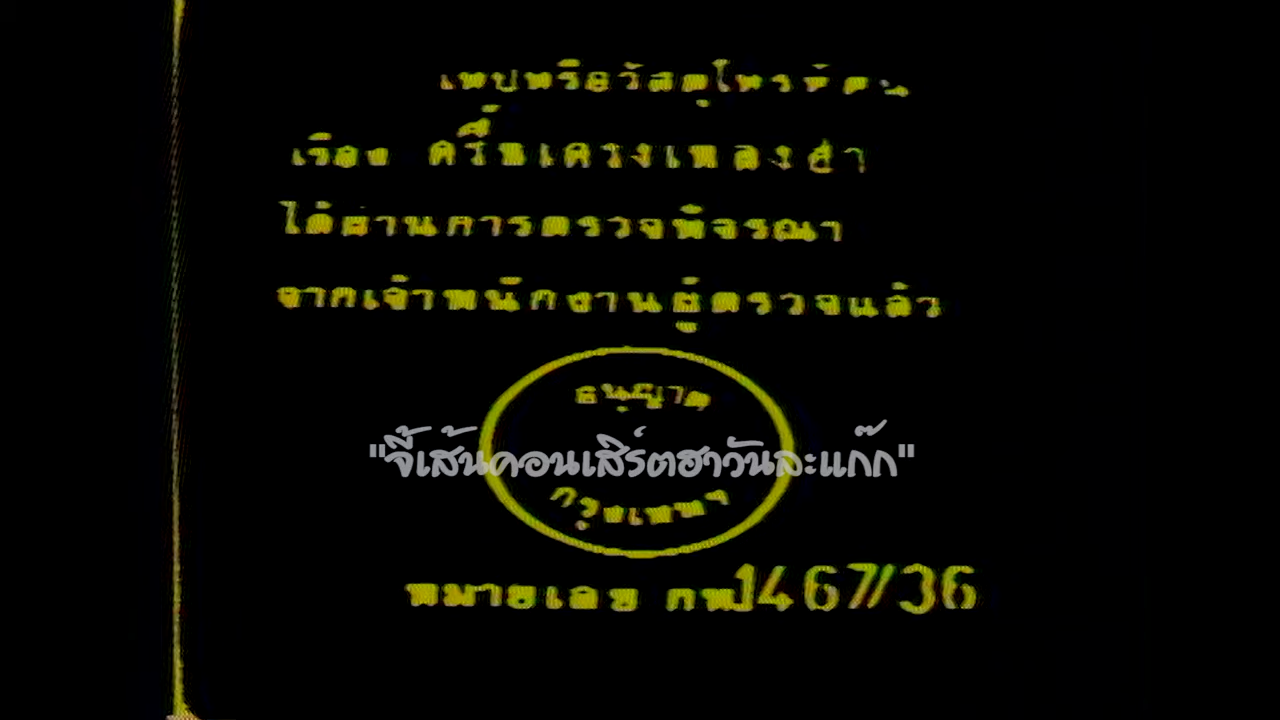 เทปหรือวัสดุโทรทัศน์
เรื่อง ครื้นเครงเพลงฮา
ได้ผ่านการตรวจพิจารณา
จากเจ้าพนักงานผู้ตรวจแล้ว
อนุญาต
"จี้เส้นคอนเสิร์ตฮาวันละแก๊ก"
กรุงเทพฯ
หมายเลข กท 1467/36